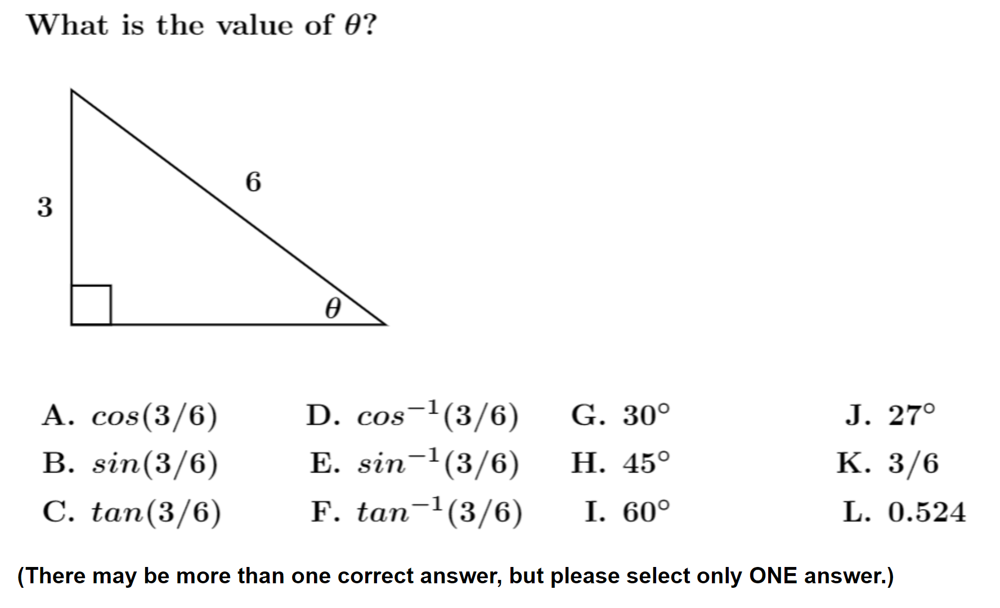 What is the value of θ?
6
3
θ
A. cos(3/6) D. cos⁻¹(3/6) G. 30° J. 27°
B. sin(3/6) E. sin⁻¹(3/6) H. 45° K. 3/6
C. tan(3/6) F. tan⁻¹(3/6) I. 60° L. 0.524
(There may be more than one correct answer, but please select only ONE answer.)